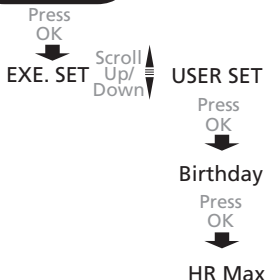 Press
OK
EXE. SET
Scroll
Up/
Down
USER SET
Press
OK
Birthday
Press
OK
HR Max